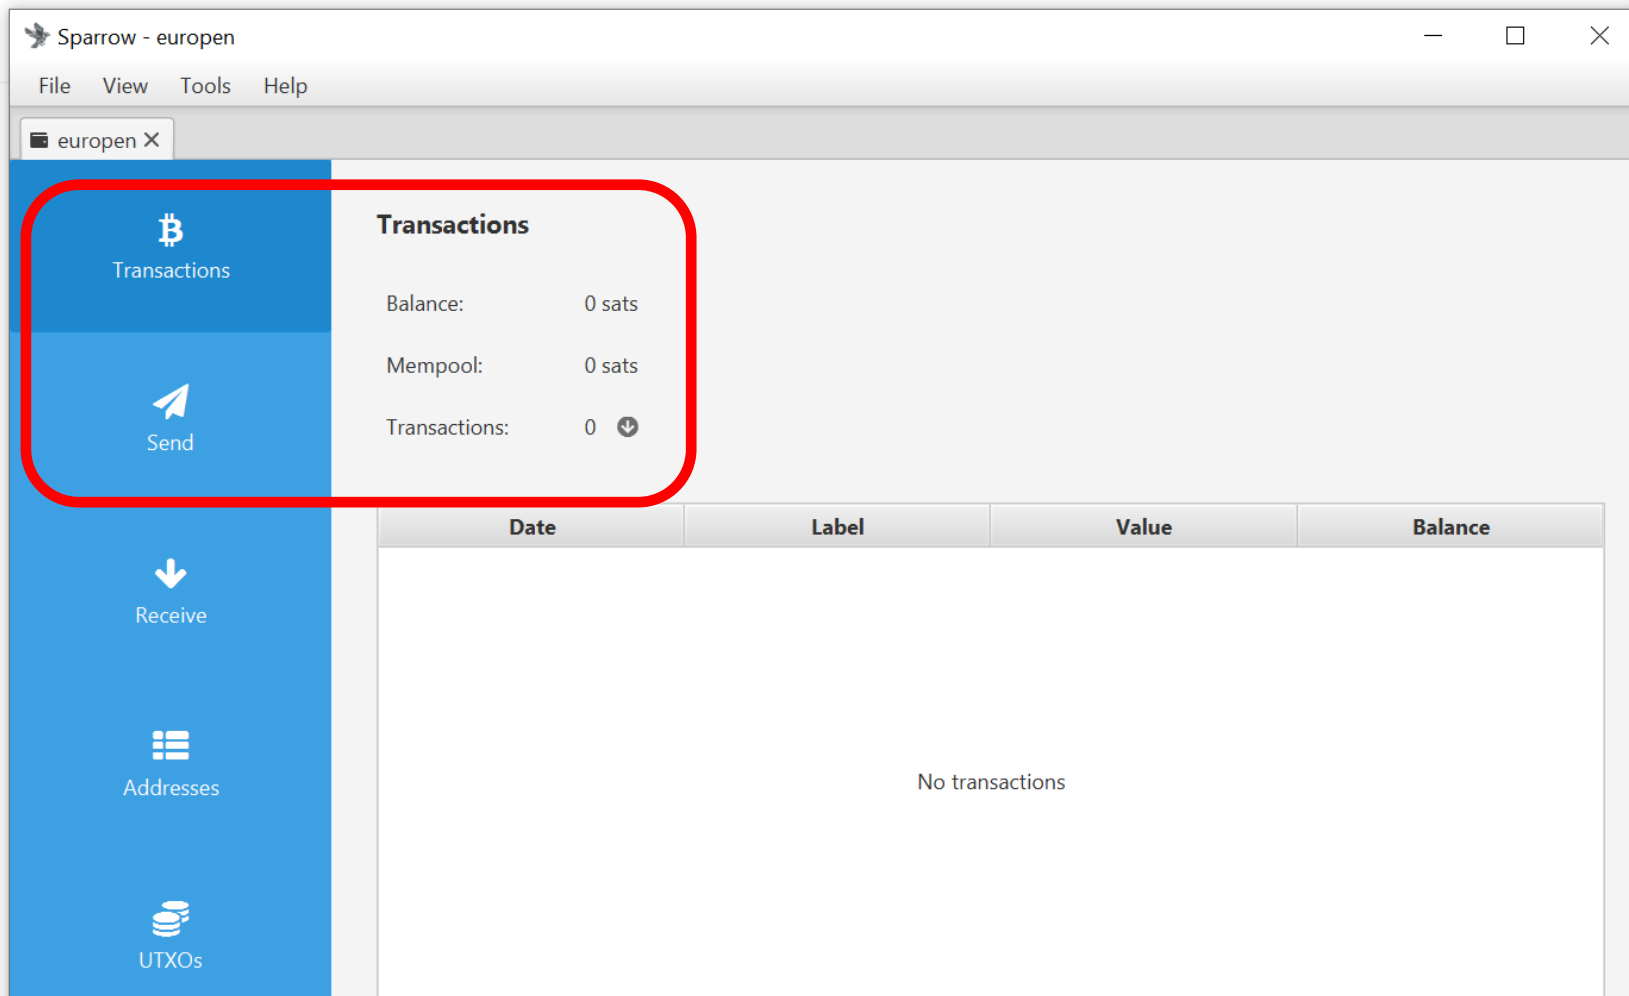 Sparrow - europen
File View Tools Help
europen
Transactions
Send
Receive
Addresses
UTXOs
Transactions
Balance: 0 sats
Mempool: 0 sats
Transactions: 0
Date Label Value Balance
No transactions